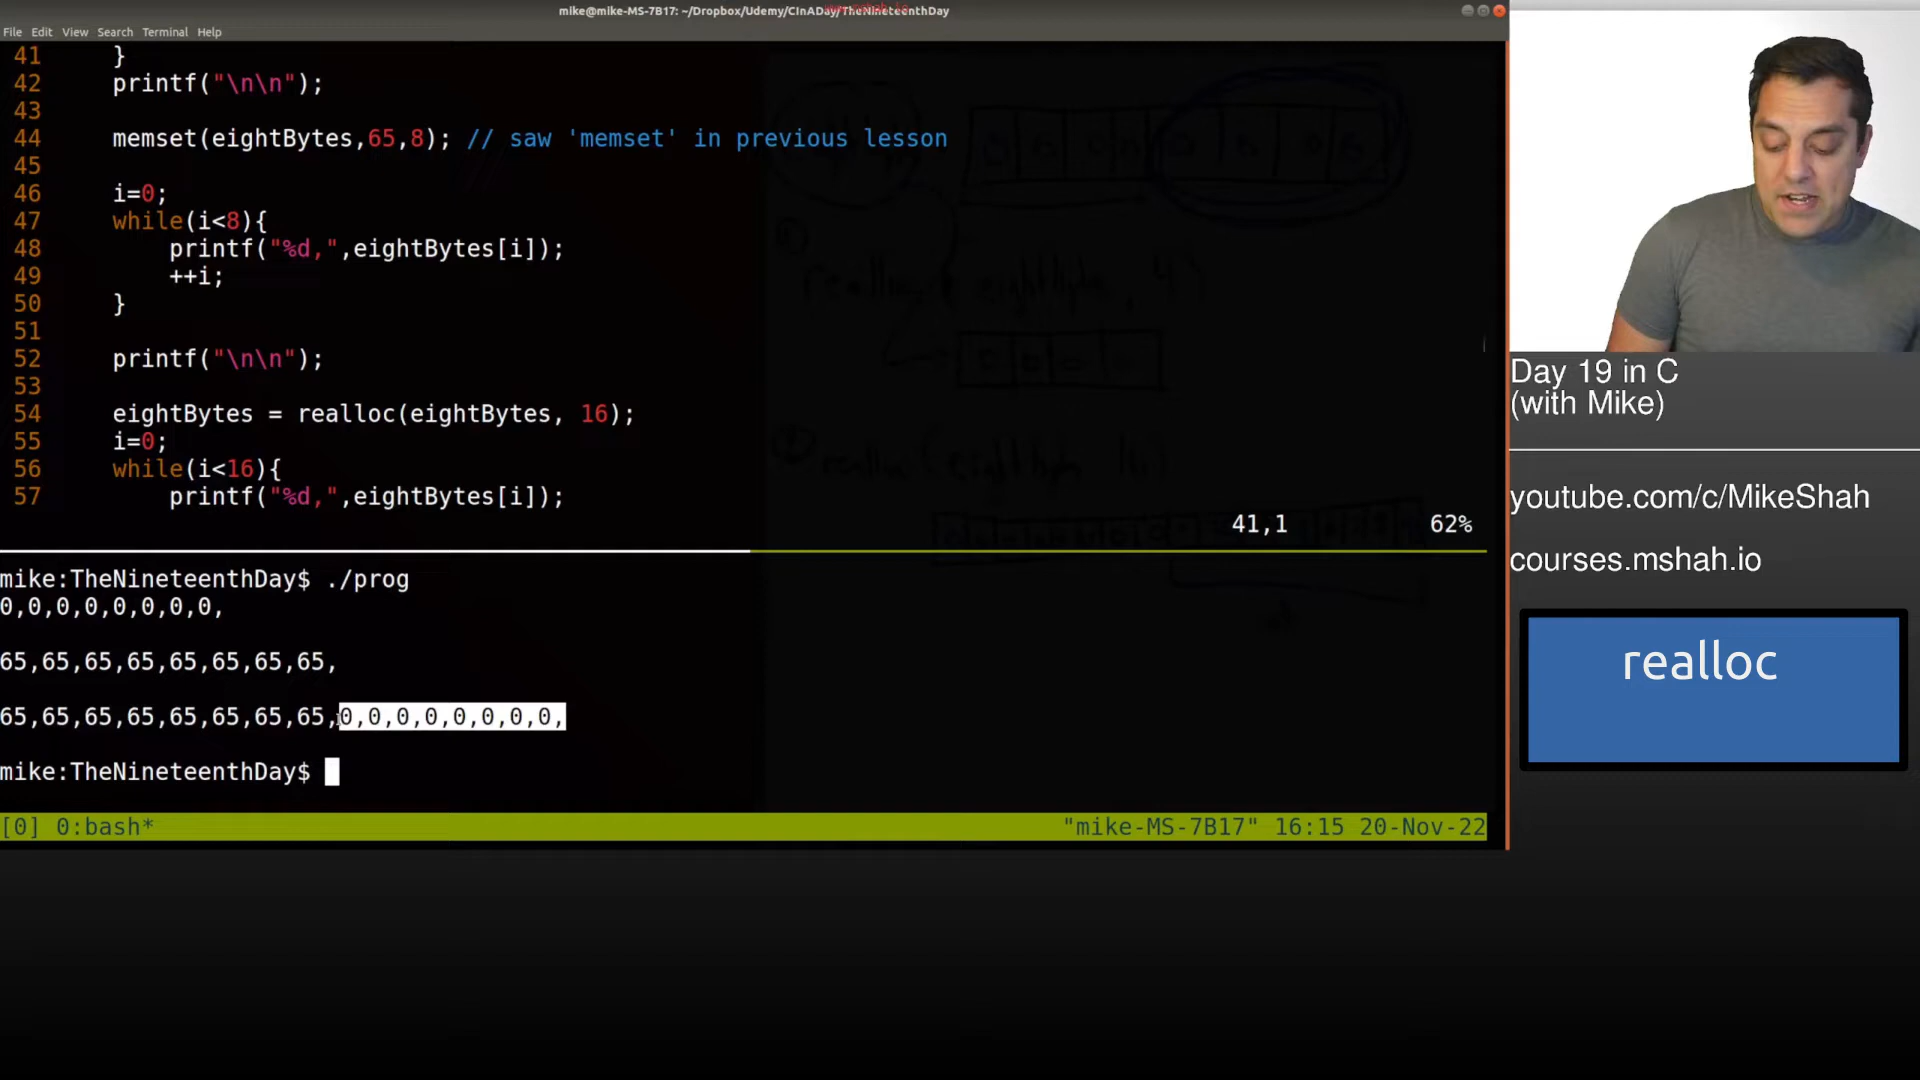 mike@mike-MS-7B17: ~/Dropbox/Udemy/CInADay/TheNineteenthDay
File Edit View Search Terminal Help
41 }
42 printf("\n\n");
43
44 memset(eightBytes,65,8); // saw 'memset' in previous lesson
45
46 i=0;
47 while(i<8){
48 printf("%d,",eightBytes[i]);
49 ++i;
50 }
51
52 printf("\n\n");
53
54 eightBytes = realloc(eightBytes, 16);
55 i=0;
56 while(i<16){
57 printf("%d,",eightBytes[i]);
41,1 62%
mike:TheNineteenthDay$ ./prog
0,0,0,0,0,0,0,0,
65,65,65,65,65,65,65,65,
65,65,65,65,65,65,65,65,0,0,0,0,0,0,0,0,
mike:TheNineteenthDay$
[0] 0:bash* "mike-MS-7B17" 16:15 20-Nov-22
Day 19 in C
(with Mike)
youtube.com/c/MikeShah
courses.mshah.io
realloc